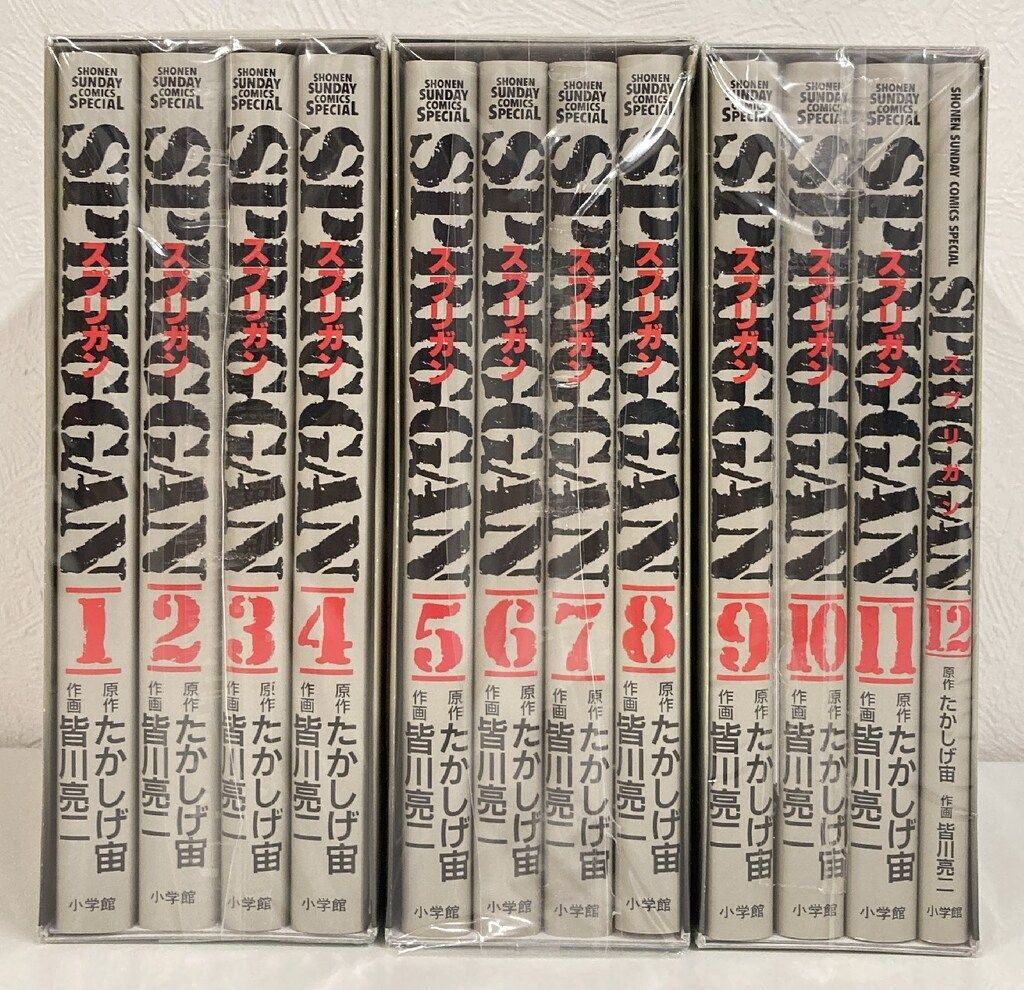 SHONEN
SUNDAY
COMICS
SPECIAL
SPRIGGAN
スプリガン
1
原作 たかしげ宙
作画 皆川亮二
小学館
SHONEN
SUNDAY
COMICS
SPECIAL
SPRIGGAN
スプリガン
2
原作 たかしげ宙
作画 皆川亮二
小学館
SHONEN
SUNDAY
COMICS
SPECIAL
SPRIGGAN
スプリガン
3
原作 たかしげ宙
作画 皆川亮二
小学館
SHONEN
SUNDAY
COMICS
SPECIAL
SPRIGGAN
スプリガン
4
原作 たかしげ宙
作画 皆川亮二
小学館
SHONEN
SUNDAY
COMICS
SPECIAL
SPRIGGAN
スプリガン
5
原作 たかしげ宙
作画 皆川亮二
小学館
SHONEN
SUNDAY
COMICS
SPECIAL
SPRIGGAN
スプリガン
6
原作 たかしげ宙
作画 皆川亮二
小学館
SHONEN
SUNDAY
COMICS
SPECIAL
SPRIGGAN
スプリガン
7
原作 たかしげ宙
作画 皆川亮二
小学館
SHONEN
SUNDAY
COMICS
SPECIAL
SPRIGGAN
スプリガン
8
原作 たかしげ宙
作画 皆川亮二
小学館
SHONEN
SUNDAY
COMICS
SPECIAL
SPRIGGAN
スプリガン
9
原作 たかしげ宙
作画 皆川亮二
小学館
SHONEN
SUNDAY
COMICS
SPECIAL
SPRIGGAN
スプリガン
10
原作 たかしげ宙
作画 皆川亮二
小学館
SHONEN
SUNDAY
COMICS
SPECIAL
SPRIGGAN
スプリガン
11
原作 たかしげ宙
作画 皆川亮二
小学館
SHONEN SUNDAY COMICS SPECIAL
SPRIGGAN
スプリガン
12
原作 たかしげ宙 作画 皆川亮二
小学館